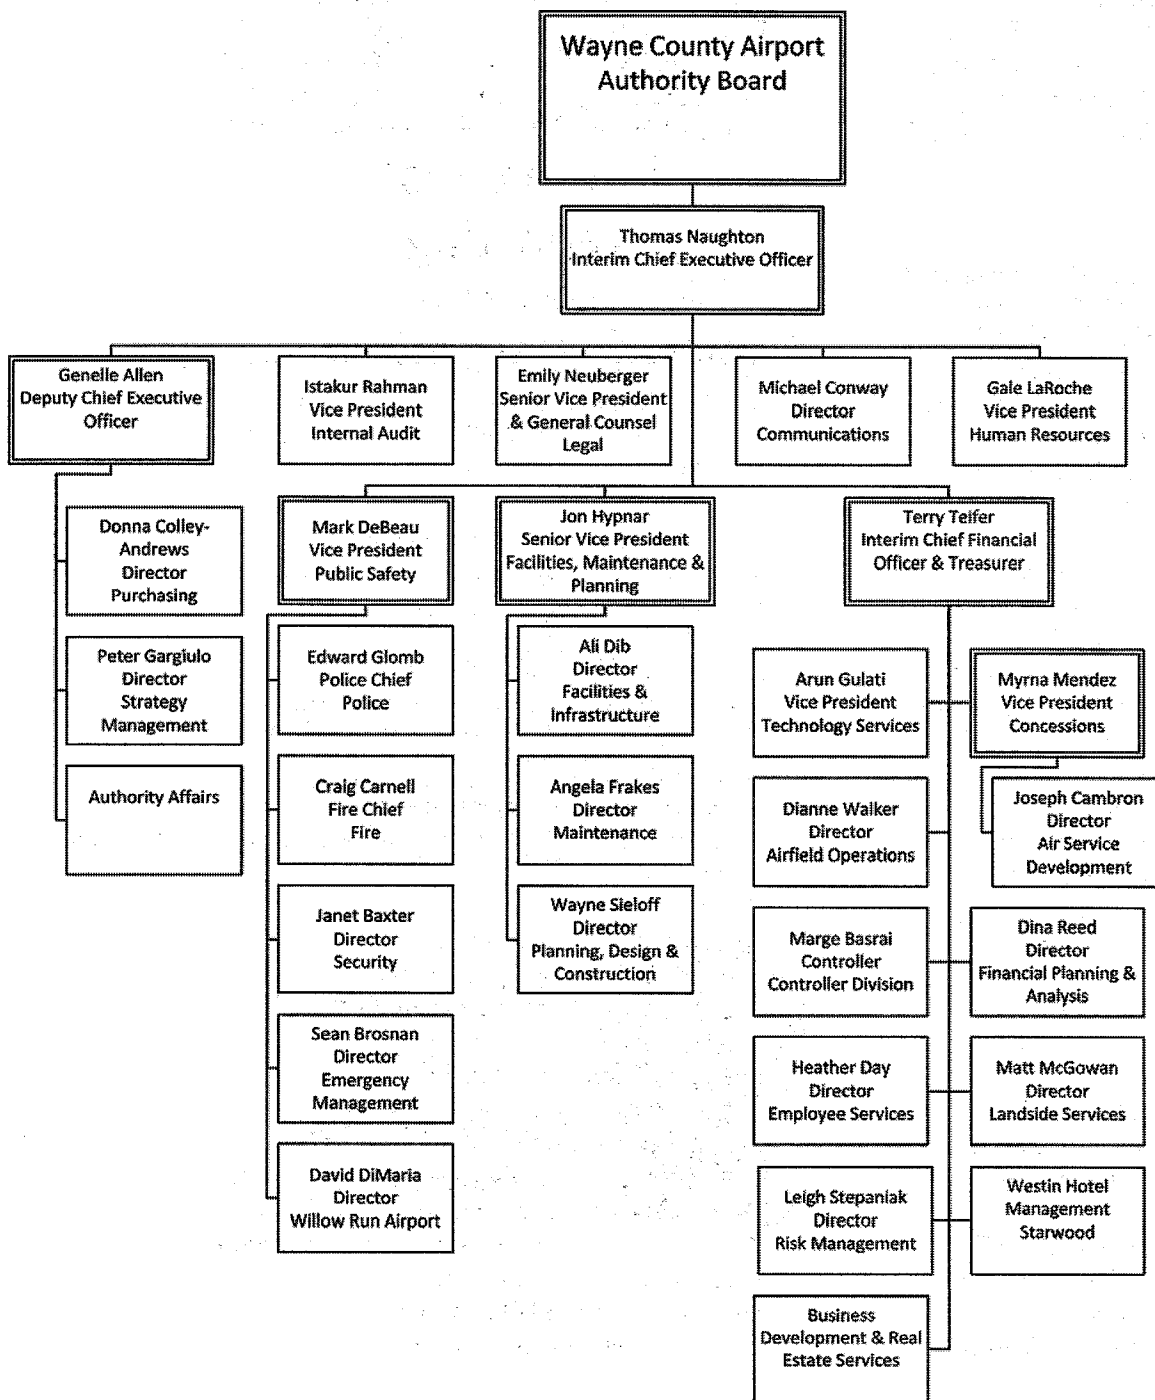 Wayne County Airport
Authority Board
Thomas Naughton
Interim Chief Executive Officer
Genelle Allen
Deputy Chief Executive
Officer
Istakur Rahman
Vice President
Internal Audit
Emily Neuberger
Senior Vice President
& General Counsel
Legal
Michael Conway
Director
Communications
Gale LaRoche
Vice President
Human Resources
Donna Colley-
Andrews
Director
Purchasing
Peter Gargiulo
Director
Strategy
Management
Authority Affairs
Mark DeBeau
Vice President
Public Safety
Edward Glomb
Police Chief
Police
Craig Carnell
Fire Chief
Fire
Janet Baxter
Director
Security
Sean Brosnan
Director
Emergency
Management
David DiMaria
Director
Willow Run Airport
Jon Hypnar
Senior Vice President
Facilities, Maintenance &
Planning
Ali Dib
Director
Facilities &
Infrastructure
Angela Frakes
Director
Maintenance
Wayne Sieloff
Director
Planning, Design &
Construction
Terry Teifer
Interim Chief Financial
Officer & Treasurer
Arun Gulati
Vice President
Technology Services
Myrna Mendez
Vice President
Concessions
Joseph Cambron
Director
Air Service
Development
Dianne Walker
Director
Airfield Operations
Marge Basrai
Controller
Controller Division
Dina Reed
Director
Financial Planning &
Analysis
Heather Day
Director
Employee Services
Matt McGowan
Director
Landside Services
Leigh Stepaniak
Director
Risk Management
Westin Hotel
Management
Starwood
Business
Development & Real
Estate Services